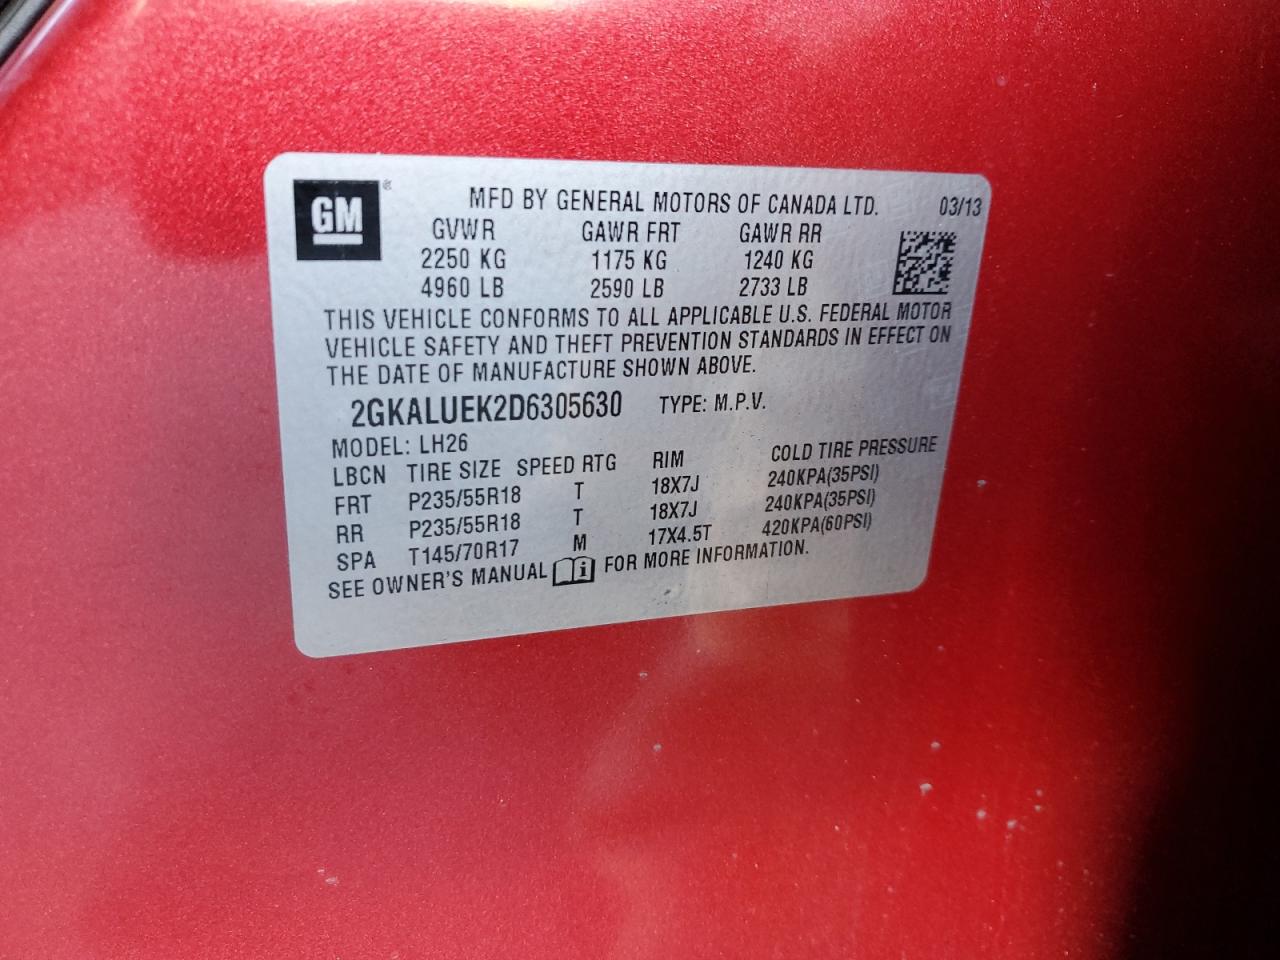 GM ® MFD BY GENERAL MOTORS OF CANADA LTD. 03/13
GVWR GAWR FRT GAWR RR
2250 KG 1175 KG 1240 KG
4960 LB 2590 LB 2733 LB
THIS VEHICLE CONFORMS TO ALL APPLICABLE U.S. FEDERAL MOTOR
VEHICLE SAFETY AND THEFT PREVENTION STANDARDS IN EFFECT ON
THE DATE OF MANUFACTURE SHOWN ABOVE.
2GKALUEK2D6305630 TYPE: M.P.V.
MODEL: LH26
LBCN TIRE SIZE SPEED RTG RIM COLD TIRE PRESSURE
FRT P235/55R18 T 18X7J 240KPA(35PSI)
RR P235/55R18 T 18X7J 240KPA(35PSI)
SPA T145/70R17 M 17X4.5T 420KPA(60PSI)
SEE OWNER'S MANUAL FOR MORE INFORMATION.